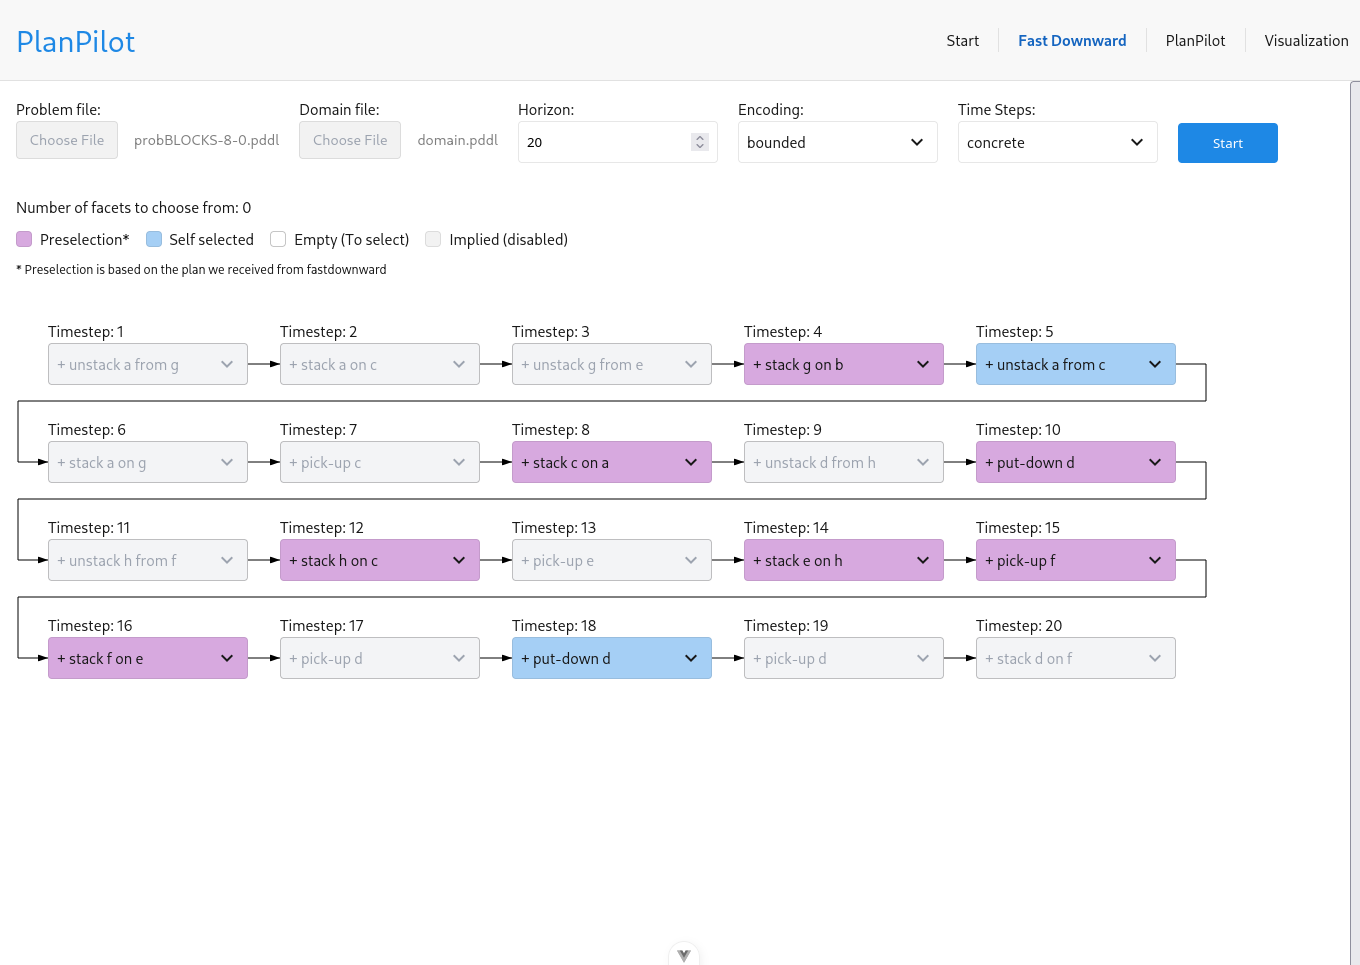 PlanPilot
Start
Fast Downward
PlanPilot
Visualization
Problem file:
Domain file:
Horizon:
Encoding:
Time Steps:
Choose File
probBLOCKS-8-0.pddl
Choose File
domain.pddl
20
bounded
concrete
Start
Number of facets to choose from: 0
Preselection*
Self selected
Empty (To select)
Implied (disabled)
* Preselection is based on the plan we received from fastdownward
Timestep: 1
Timestep: 2
Timestep: 3
Timestep: 4
Timestep: 5
+ unstack a from g
+ stack a on c
+ unstack g from e
+ stack g on b
+ unstack a from c
Timestep: 6
Timestep: 7
Timestep: 8
Timestep: 9
Timestep: 10
+ stack a on g
+ pick-up c
+ stack c on a
+ unstack d from h
+ put-down d
Timestep: 11
Timestep: 12
Timestep: 13
Timestep: 14
Timestep: 15
+ unstack h from f
+ stack h on c
+ pick-up e
+ stack e on h
+ pick-up f
Timestep: 16
Timestep: 17
Timestep: 18
Timestep: 19
Timestep: 20
+ stack f on e
+ pick-up d
+ put-down d
+ pick-up d
+ stack d on f